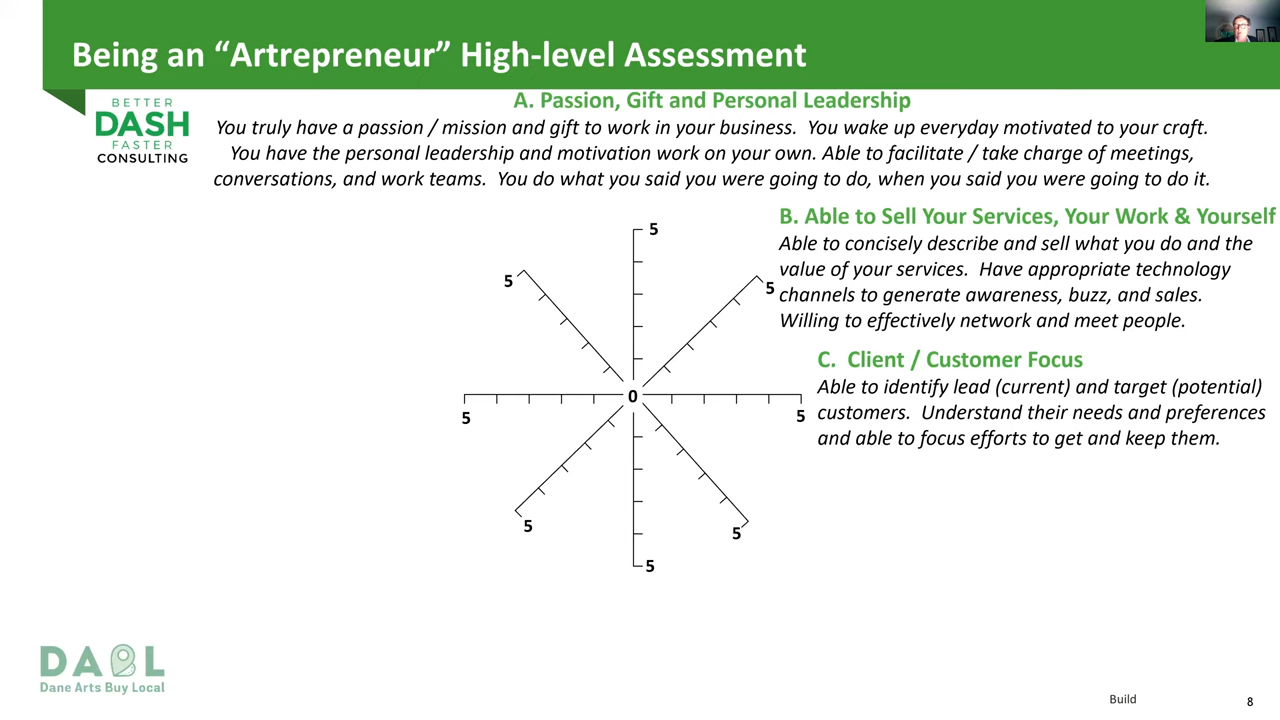 Being an “Artrepreneur” High-level Assessment
BETTER
DASH
FASTER
CONSULTING
A. Passion, Gift and Personal Leadership
You truly have a passion / mission and gift to work in your business.  You wake up everyday motivated to your craft.
You have the personal leadership and motivation work on your own. Able to facilitate / take charge of meetings,
conversations, and work teams.  You do what you said you were going to do, when you said you were going to do it.
B. Able to Sell Your Services, Your Work & Yourself
Able to concisely describe and sell what you do and the
value of your services.  Have appropriate technology
channels to generate awareness, buzz, and sales.
Willing to effectively network and meet people.
C.  Client / Customer Focus
Able to identify lead (current) and target (potential)
customers.  Understand their needs and preferences
and able to focus efforts to get and keep them.
5
5
5
0
5
5
5
5
5
DABL
Dane Arts Buy Local
Build
8